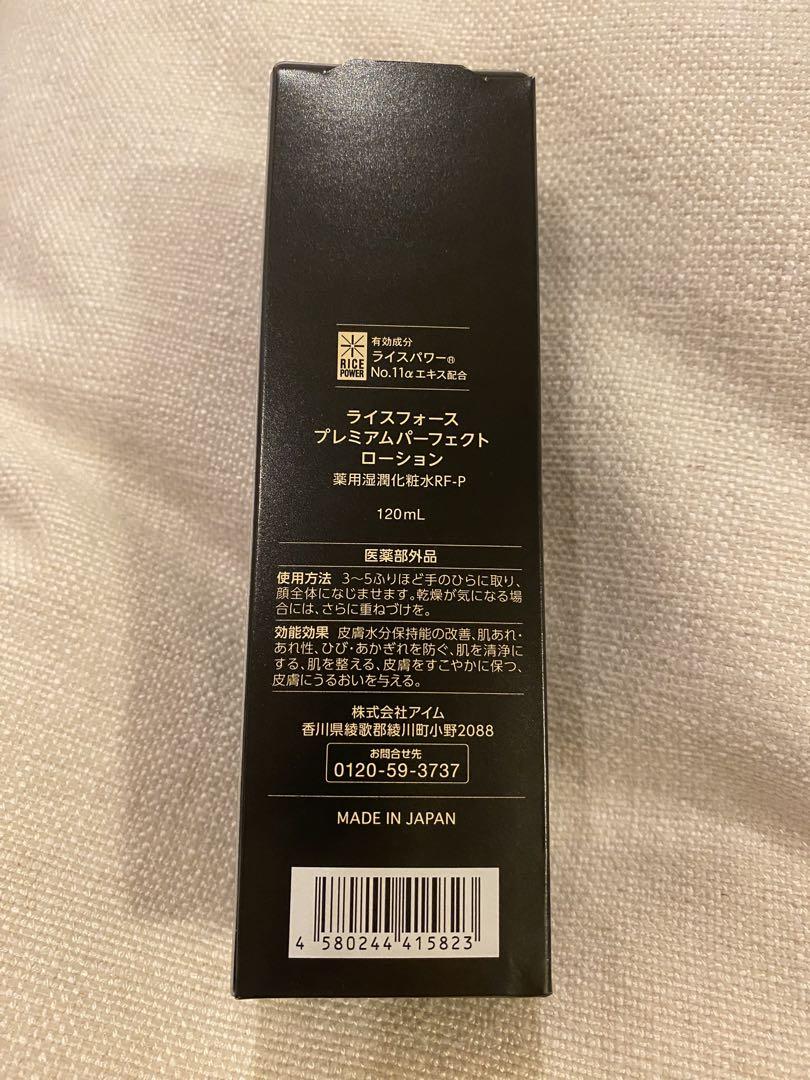 有効成分
RICE
POWER
ライスパワー®
No.11α エキス配合
ライスフォース
プレミアムパーフェクト
ローション
薬用湿潤化粧水RF-P
120mL
医薬部外品
使用方法 3~5ふりほど手のひらに取り、
顔全体になじませます。乾燥が気になる場
合には、さらに重ねづけを。
効能効果 皮膚水分保持能の改善、肌あれ・
あれ性、ひび・あかぎれを防ぐ、肌を清浄に
する、肌を整える、皮膚をすこやかに保つ、
皮膚にうるおいを与える。
株式会社アイム
香川県綾歌郡綾川町小野2088
お問合せ先
0120-59-3737
MADE IN JAPAN
4 580244 415823